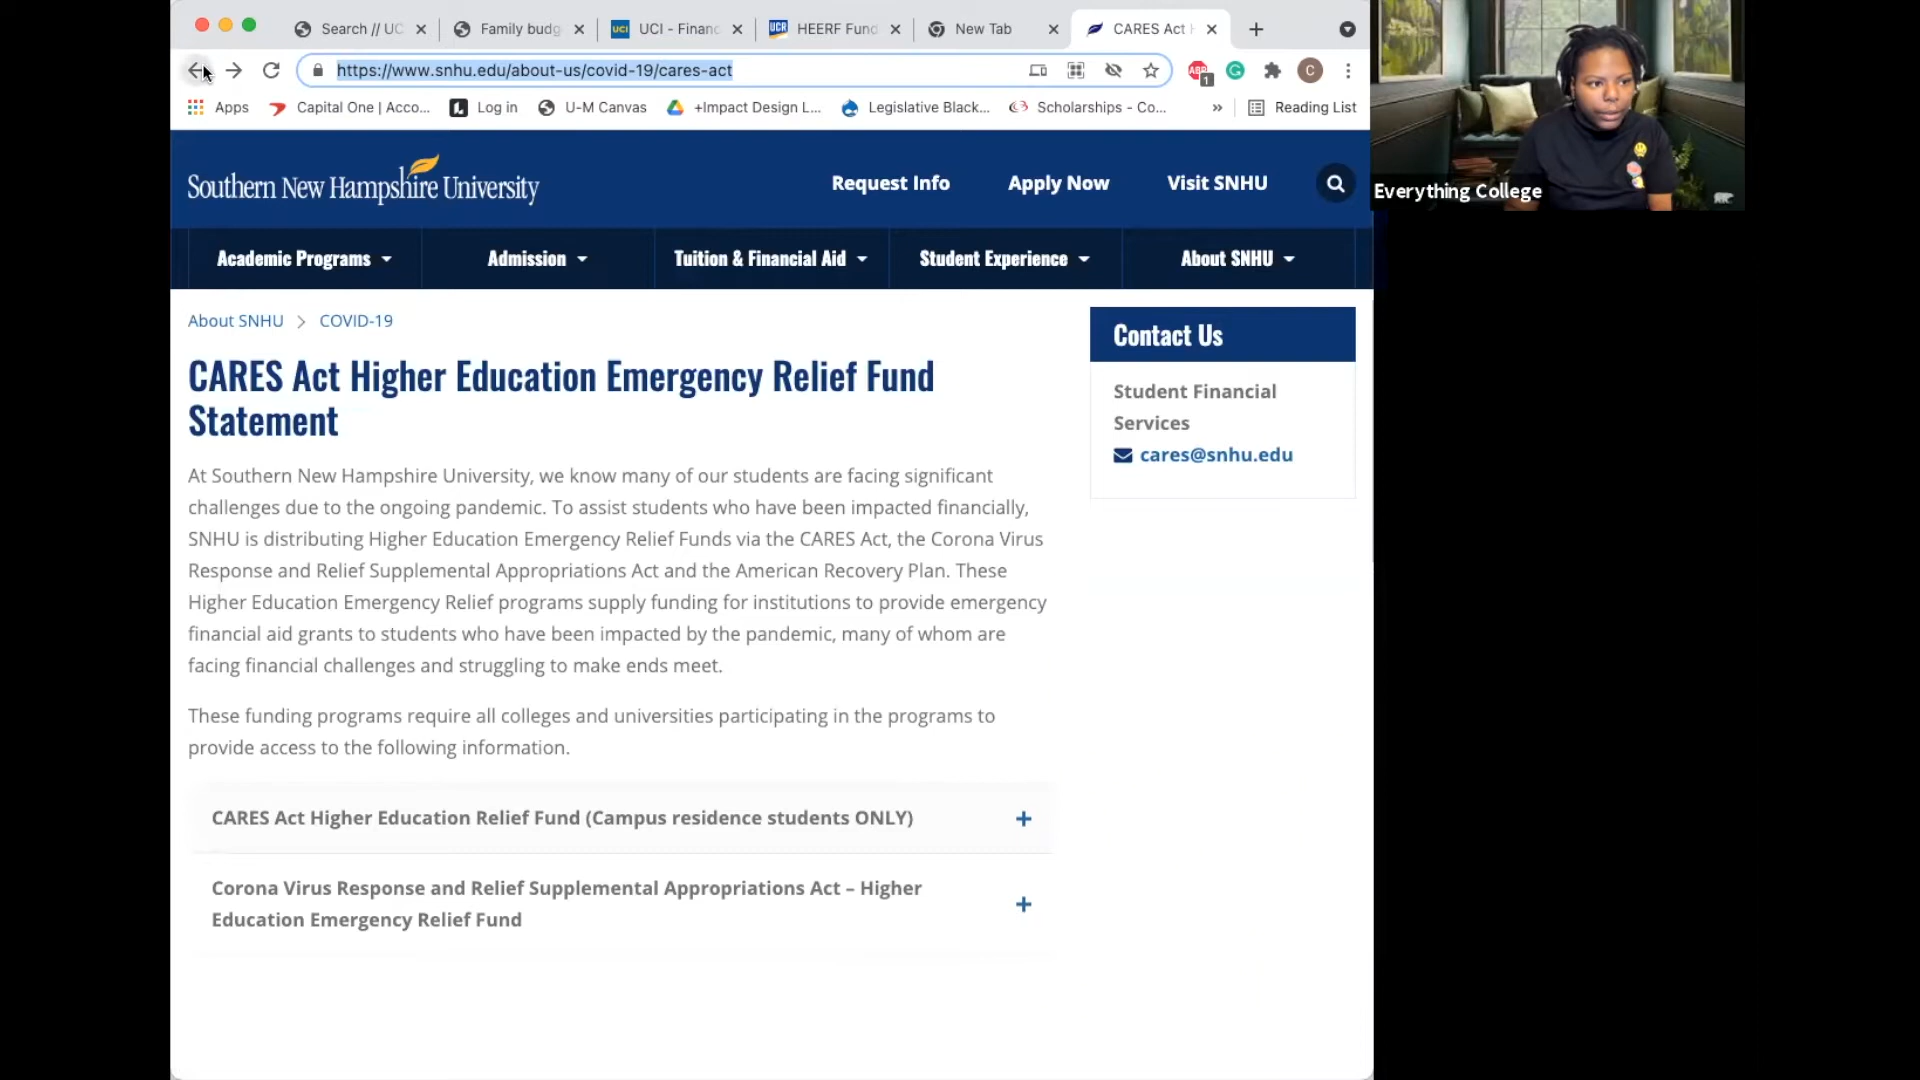 Search // UC
Family budg
UCI
UCI - Financ
UCR
HEERF Fund
New Tab
CARES Act H
https://www.snhu.edu/about-us/covid-19/cares-act
ABP
1
C
Apps
Capital One | Acco...
Log in
U-M Canvas
+Impact Design L...
Legislative Black...
Scholarships - Co...
»
Reading List
Southern New Hampshire University
Request Info
Apply Now
Visit SNHU
Everything College
Academic Programs
Admission
Tuition & Financial Aid
Student Experience
About SNHU
About SNHU > COVID-19
CARES Act Higher Education Emergency Relief Fund
Statement
At Southern New Hampshire University, we know many of our students are facing significant
challenges due to the ongoing pandemic. To assist students who have been impacted financially,
SNHU is distributing Higher Education Emergency Relief Funds via the CARES Act, the Corona Virus
Response and Relief Supplemental Appropriations Act and the American Recovery Plan. These
Higher Education Emergency Relief programs supply funding for institutions to provide emergency
financial aid grants to students who have been impacted by the pandemic, many of whom are
facing financial challenges and struggling to make ends meet.
These funding programs require all colleges and universities participating in the programs to
provide access to the following information.
CARES Act Higher Education Relief Fund (Campus residence students ONLY) +
Corona Virus Response and Relief Supplemental Appropriations Act – Higher
Education Emergency Relief Fund +
Contact Us
Student Financial
Services
cares@snhu.edu